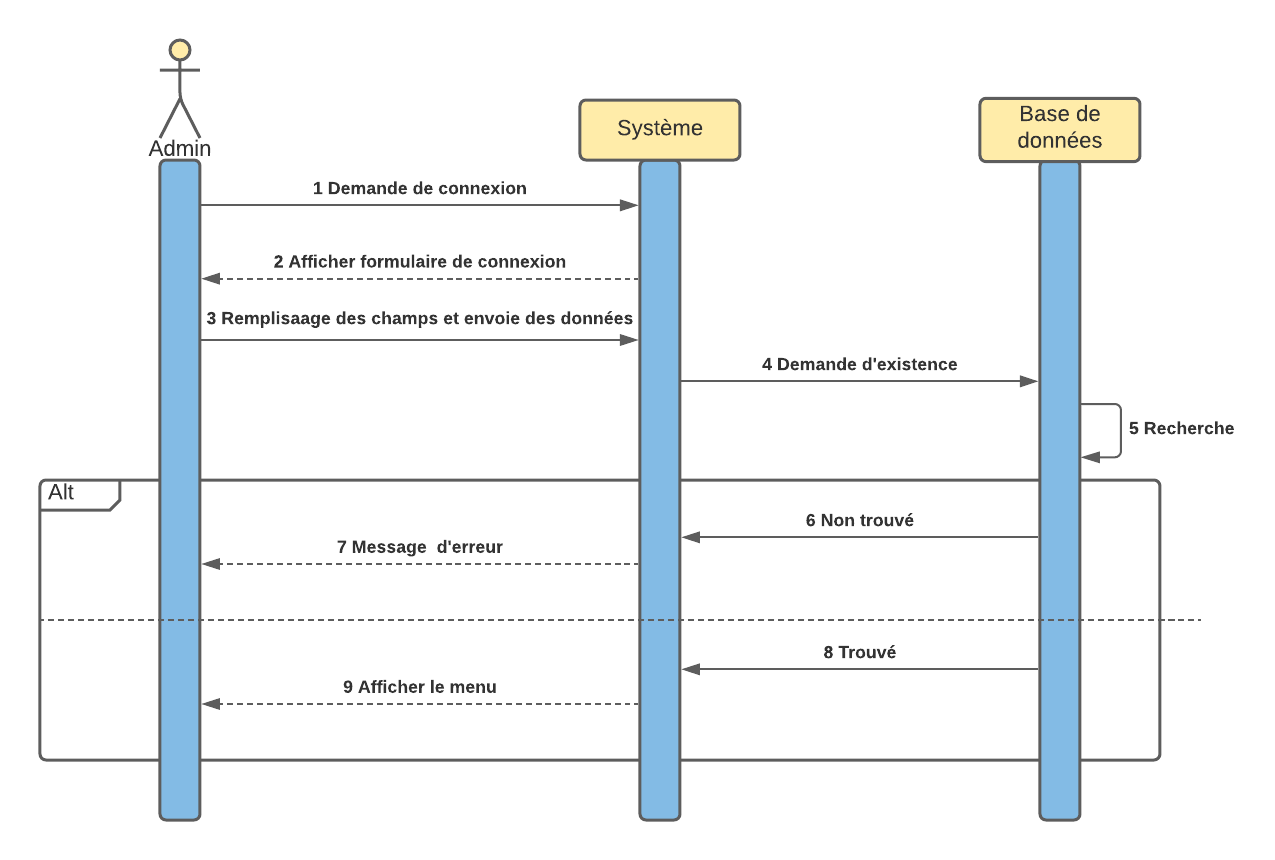 Admin
Système
Base de
données
1 Demande de connexion
2 Afficher formulaire de connexion
3 Remplisaage des champs et envoie des données
4 Demande d'existence
5 Recherche
Alt
6 Non trouvé
7 Message  d'erreur
8 Trouvé
9 Afficher le menu